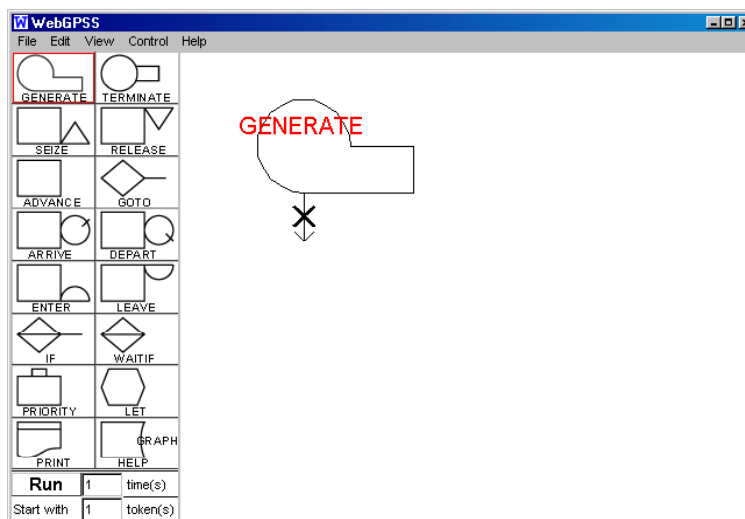 WebGPSS
File Edit View Control Help
GENERATE TERMINATE
GENERATE
SEIZE RELEASE
ADVANCE GOTO
ARRIVE DEPART
ENTER LEAVE
IF WAITIF
PRIORITY LET
GRAPH
PRINT HELP
Run 1 time(s)
Start with 1 token(s)